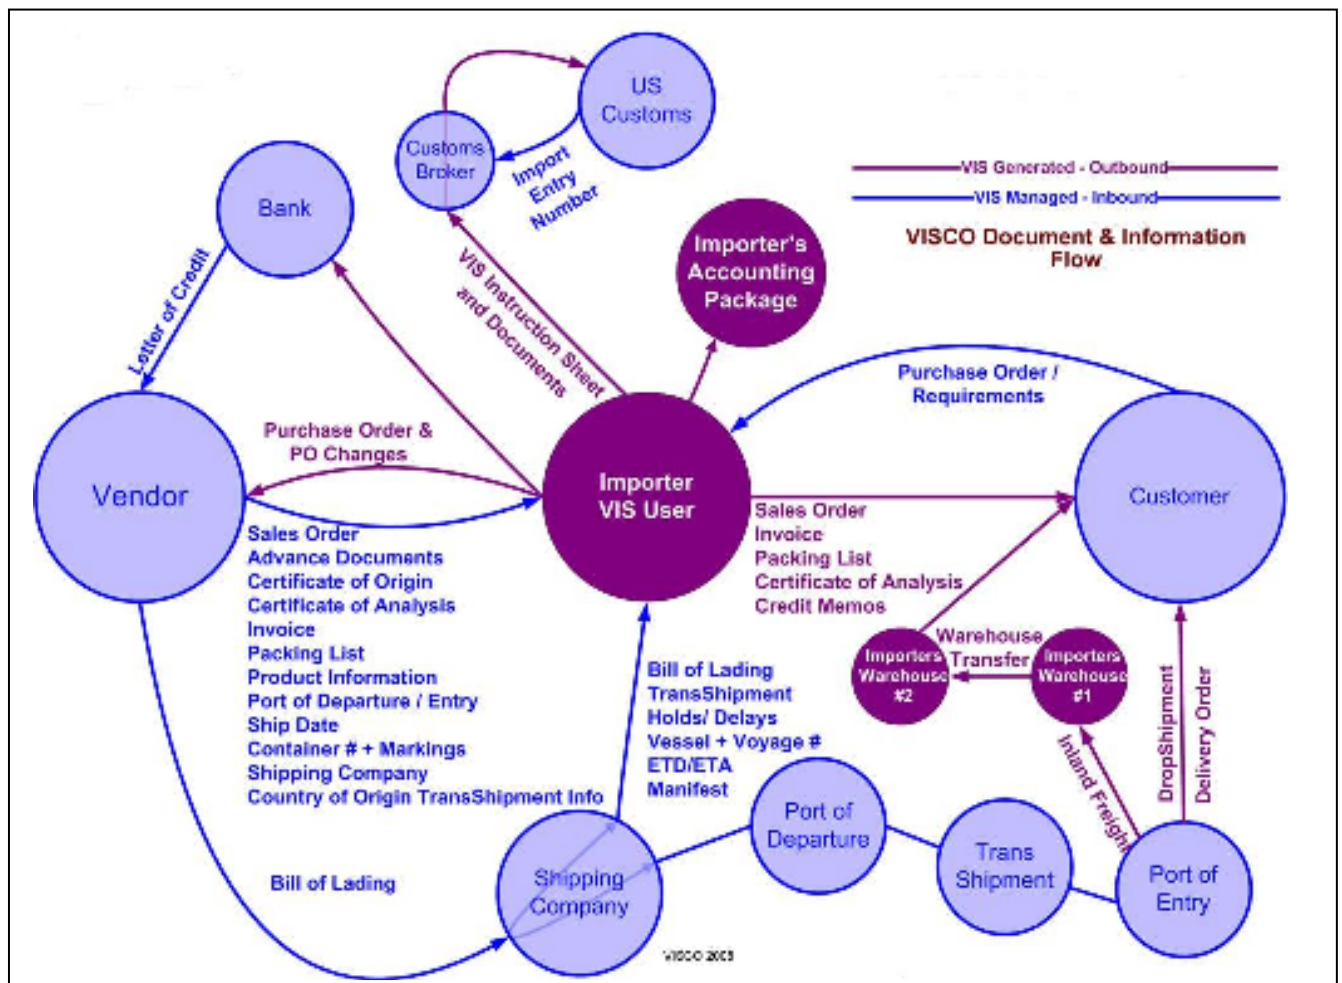 US
Customs
Customs
Broker
Import
Entry
Number
Bank
VIS Generated - Outbound
VIS Managed - Inbound
VISCO Document & Information
Flow
Importer's
Accounting
Package
Letter of Credit
VIS Instruction Sheet
and Documents
Purchase Order /
Requirements
Purchase Order &
PO Changes
Vendor
Importer
VIS User
Customer
Sales Order
Advance Documents
Certificate of Origin
Certificate of Analysis
Invoice
Packing List
Product Information
Port of Departure / Entry
Ship Date
Container # + Markings
Shipping Company
Country of Origin TransShipment Info
Sales Order
Invoice
Packing List
Certificate of Analysis
Credit Memos
Warehouse
Transfer
Importers
Warehouse
#2
Importers
Warehouse
#1
Bill of Lading
TransShipment
Holds/ Delays
Vessel + Voyage #
ETD/ETA
Manifest
Inland Freight
DropShipment
Delivery Order
Port of
Departure
Trans
Shipment
Port of
Entry
Bill of Lading
Shipping
Company